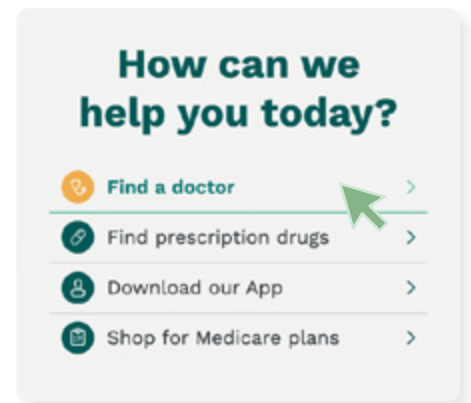 How can we
help you today?
Find a doctor
Find prescription drugs
Download our App
Shop for Medicare plans